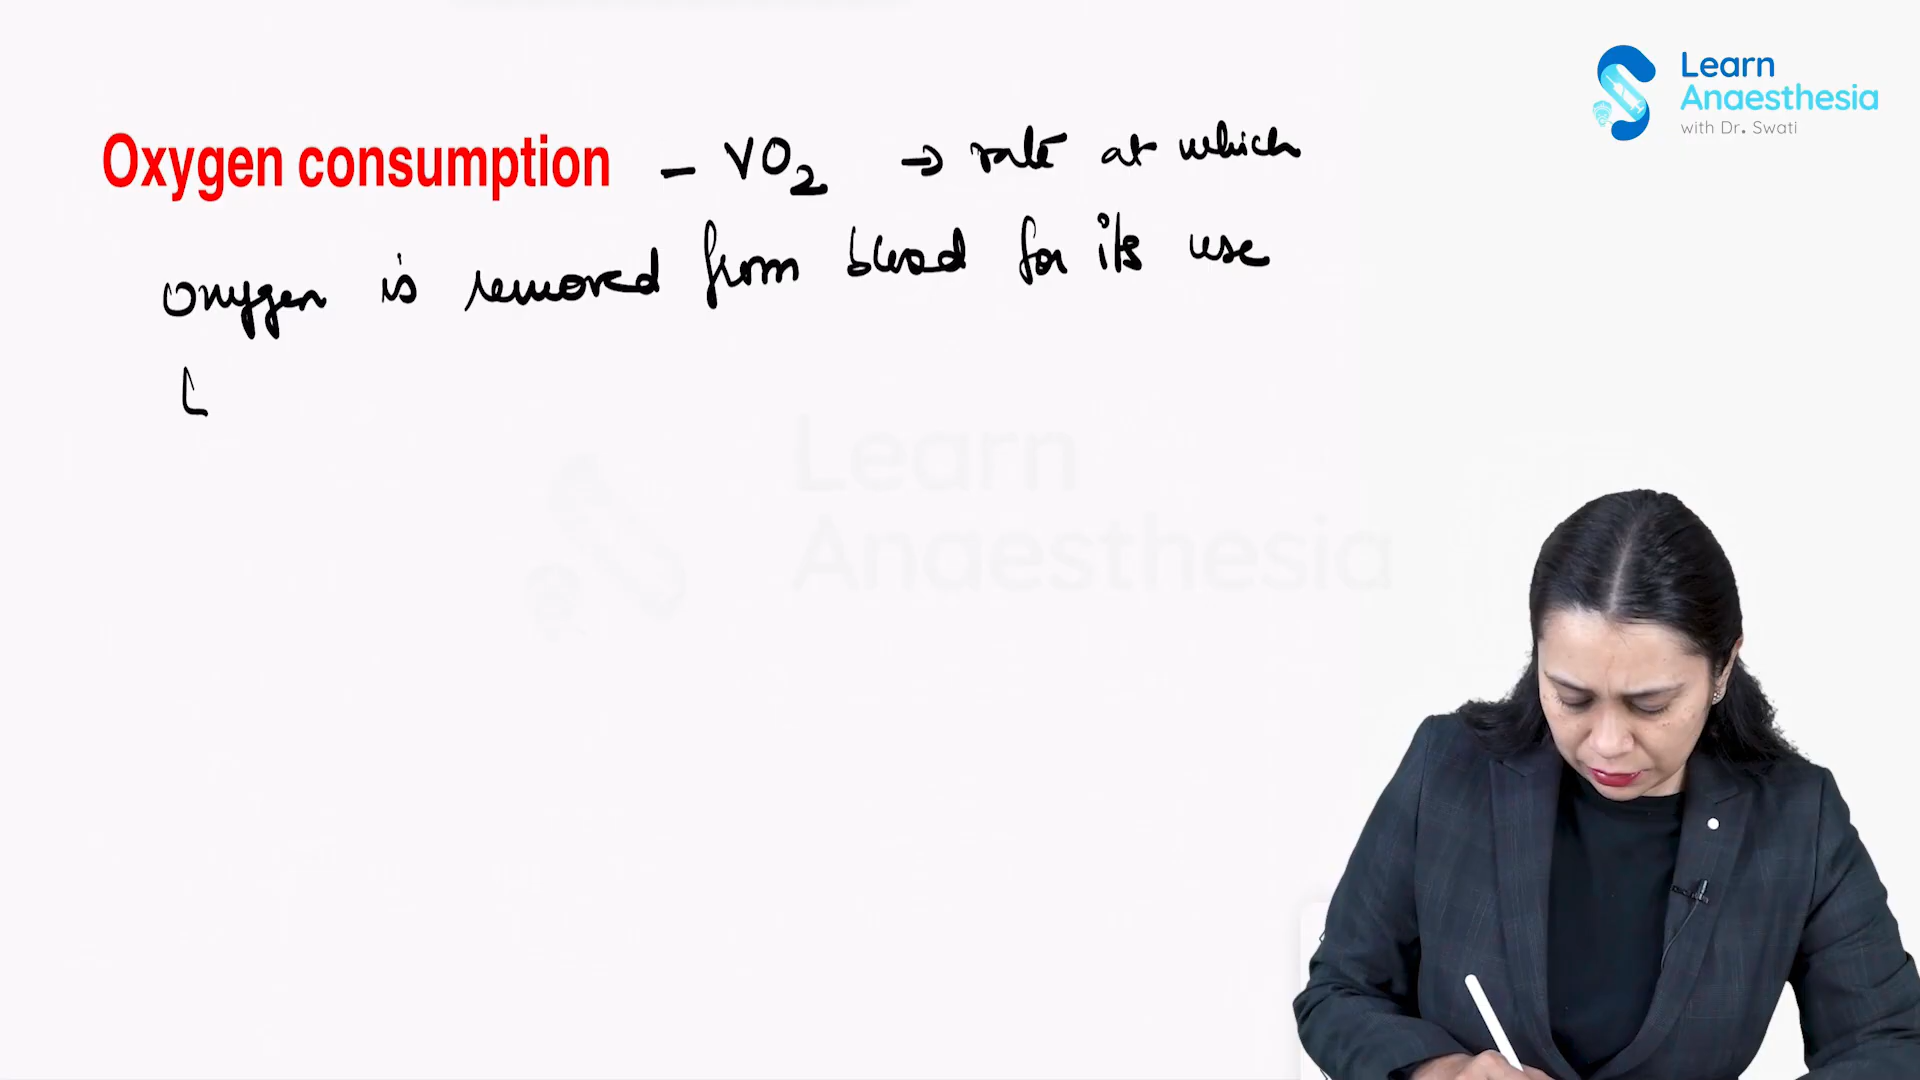 Learn
Anaesthesia
with Dr. Swati
Oxygen consumption - VO2 → rate at which
oxygen is removed from blood for its use
Learn
Anaesthesia